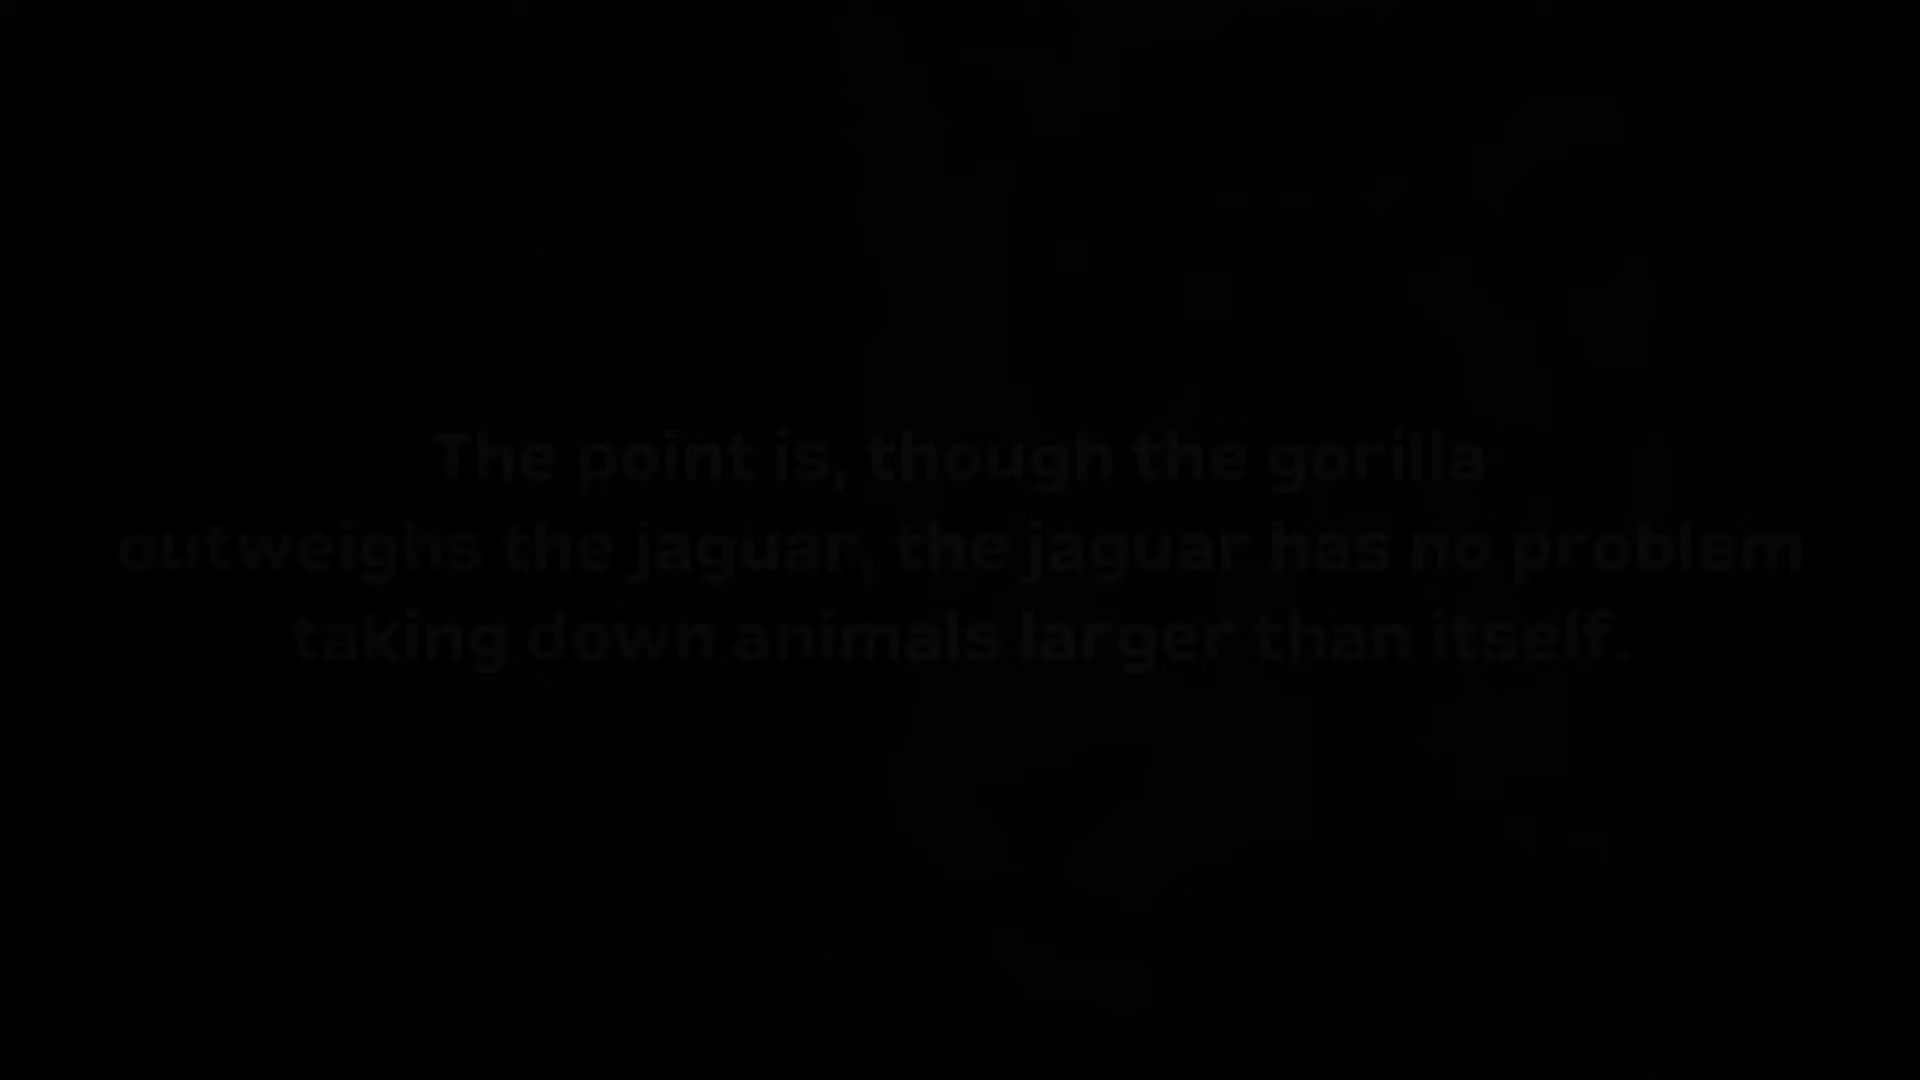 The point is, though the gorilla
outweighs the jaguar, the jaguar has no problem
taking down animals larger than itself.